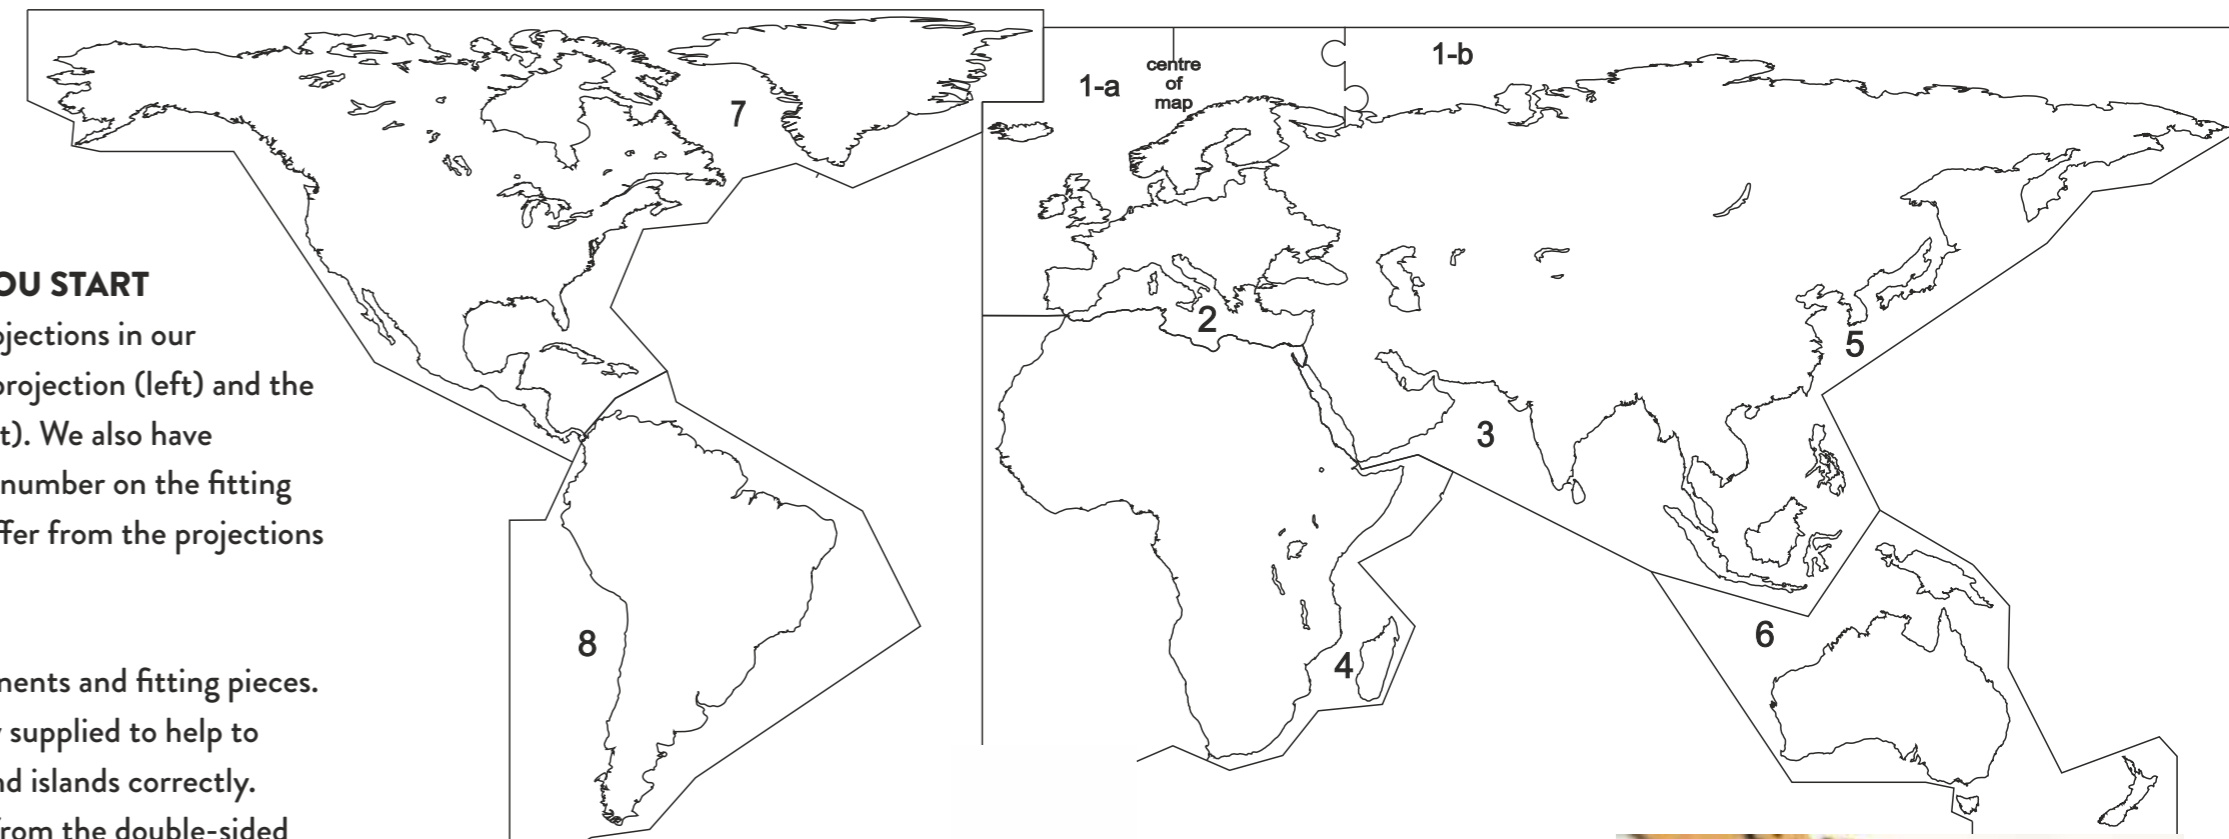 1-a
centre
of
map
1-b
7
OU START
ojections in our
projection (left) and the
t). We also have
number on the fitting
ffer from the projections
nents and fitting pieces.
supplied to help to
nd islands correctly.
from the double-sided
2
3
4
5
6
8